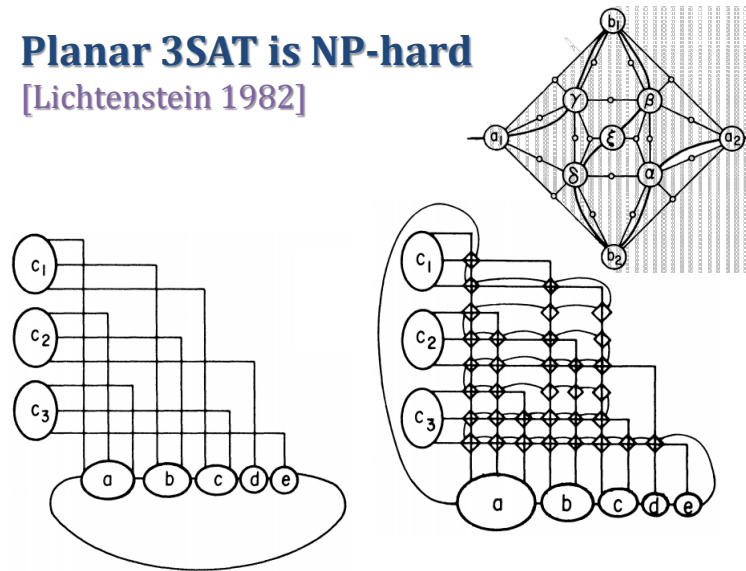 Planar 3SAT is NP-hard
[Lichtenstein 1982]
b₁
γ
β
a₁
ξ
a₂
δ
α
b₂
c₁
c₂
c₃
a b c d e
c₁
c₂
c₃
a b c d e